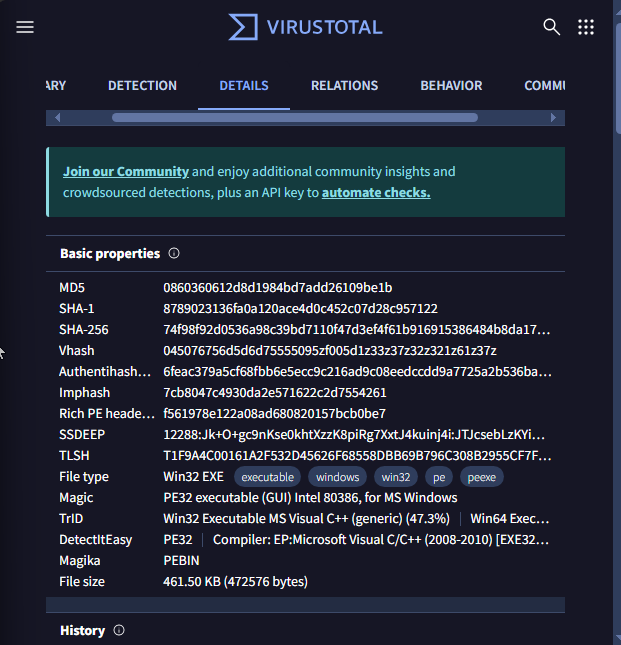 VIRUSTOTAL
ARY DETECTION DETAILS RELATIONS BEHAVIOR COMMU
Join our Community and enjoy additional community insights and
crowdsourced detections, plus an API key to automate checks.
Basic properties
MD5 0860360612d8d1984bd7add26109be1b
SHA-1 8789023136fa0a120ace4d0c452c07d28c957122
SHA-256 74f98f92d0536a98c39bd7110f47d3ef4f61b916915386484b8da17...
Vhash 045076756d5d6d75555095zf005d1z33z37z32z321z61z37z
Authentihash... 6feac379a5cf68fbb6e5ecc9c216ad9c08eedccdd9a7725a2b536ba...
Imphash 7cb8047c4930da2e571622c2d7554261
Rich PE heade... f561978e122a08ad680820157bcb0be7
SSDEEP 12288:Jk+O+gc9nKse0khtXzzK8piRg7XxtJ4kuinj4i:JTJcsebLzKYi...
TLSH T1F9A4C00161A2F532D45626F68558DBB69B796C308B2955CF7F...
File type Win32 EXE executable windows win32 pe peexe
Magic PE32 executable (GUI) Intel 80386, for MS Windows
TrID Win32 Executable MS Visual C++ (generic) (47.3%) Win64 Exec...
DetectItEasy PE32 Compiler: EP:Microsoft Visual C/C++ (2008-2010) [EXE32...
Magika PEBIN
File size 461.50 KB (472576 bytes)
History